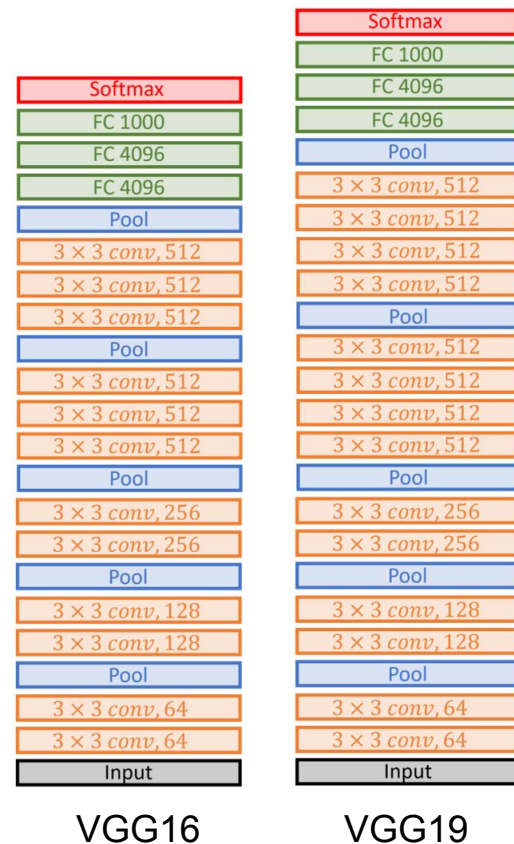 Softmax
FC 1000
FC 4096
FC 4096
Pool
3 × 3 conv, 512
3 × 3 conv, 512
3 × 3 conv, 512
Pool
3 × 3 conv, 512
3 × 3 conv, 512
3 × 3 conv, 512
Pool
3 × 3 conv, 256
3 × 3 conv, 256
Pool
3 × 3 conv, 128
3 × 3 conv, 128
Pool
3 × 3 conv, 64
3 × 3 conv, 64
Input
VGG16
Softmax
FC 1000
FC 4096
FC 4096
Pool
3 × 3 conv, 512
3 × 3 conv, 512
3 × 3 conv, 512
3 × 3 conv, 512
Pool
3 × 3 conv, 512
3 × 3 conv, 512
3 × 3 conv, 512
3 × 3 conv, 512
Pool
3 × 3 conv, 256
3 × 3 conv, 256
Pool
3 × 3 conv, 128
3 × 3 conv, 128
Pool
3 × 3 conv, 64
3 × 3 conv, 64
Input
VGG19